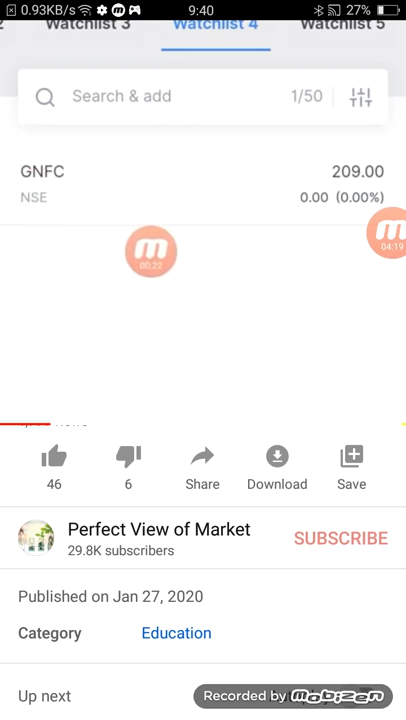 0.93KB/s 9:40 27%
Watchlist 3 Watchlist 4 Watchlist 5
Search & add 1/50
GNFC 209.00
NSE 0.00 (0.00%)
m 00:22
m 04:19
46 6 Share Download Save
Perfect View of Market SUBSCRIBE
29.8K subscribers
Published on Jan 27, 2020
Category Education
Up next
Recorded by mobizen